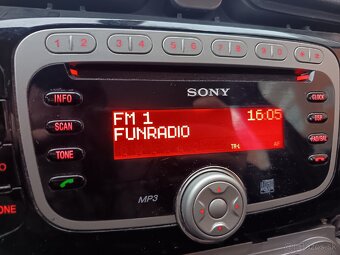 1 2 3 4 5 6 7 8 9 * 0 #
SONY
INFO
SCAN
TONE
FM 1 16:05
FUNRADIO
TA AF
CLOCK
TSP
MP3